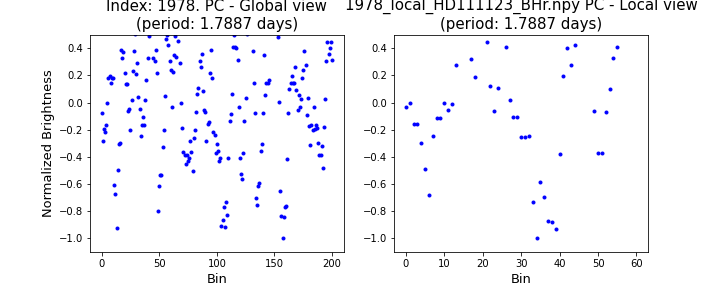 Index: 1978. PC - Global view
(period: 1.7887 days)
1978_local_HD111123_BHr.npy PC - Local view
(period: 1.7887 days)
Normalized Brightness
0.4
0.2
0.0
−0.2
−0.4
−0.6
−0.8
−1.0
0 50 100 150 200
Bin
0.4
0.2
0.0
−0.2
−0.4
−0.6
−0.8
−1.0
0 10 20 30 40 50 60
Bin